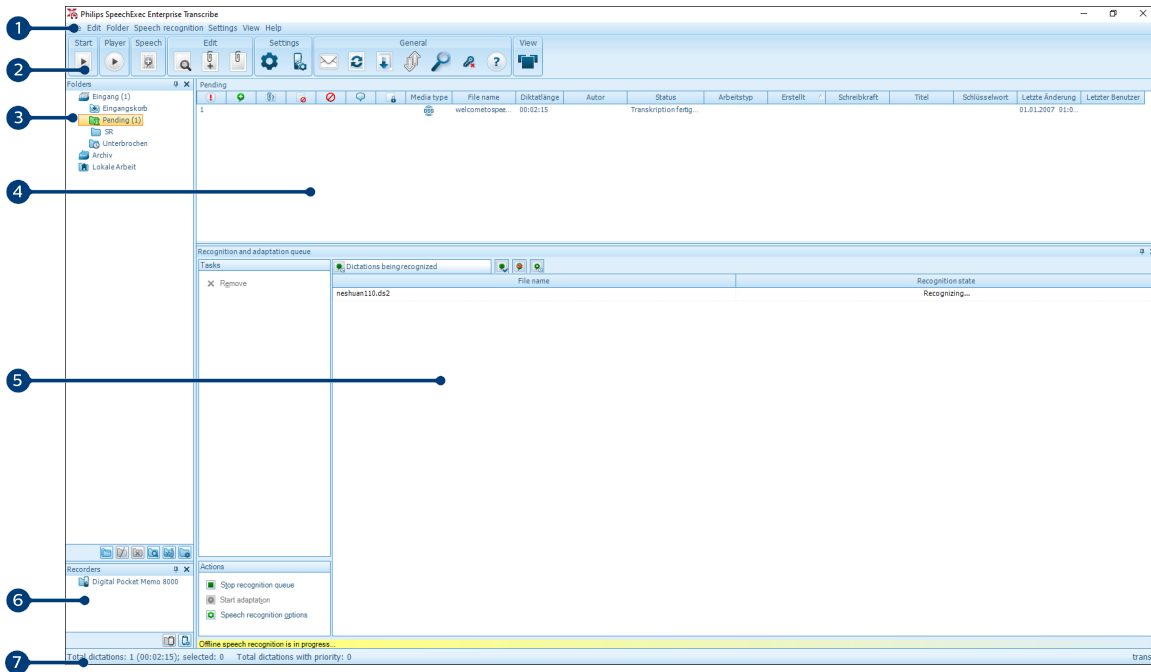 Philips SpeechExec Enterprise Transcribe
1
Edit Folder Speech recognition Settings View Help
Start Player Speech Edit Settings General View
2
Folders
Pending
Eingang (1)
Media type File name Diktatlänge Autor Status Arbeitstyp Erstellt Schreibkraft Titel Schlüsselwort Letzte Änderung Letzter Benutzer
Eingangskorb
1 DSS welcometospee... 00:02:15 Transkription fertig... 01.01.2007 01:0...
3
Pending (1)
SR
Unterbrochen
Archiv
Lokale Arbeit
4
Recognition and adaptation queue
Tasks
Dictations being recognized
Remove
File name Recognition state
neshuan110.ds2 Recognizing...
5
Recorders
Actions
Digital Pocket Memo 8000
Stop recognition queue
6
Start adaptation
Speech recognition options
Offline speech recognition is in progress...
7
Total dictations: 1 (00:02:15); selected: 0 Total dictations with priority: 0
trans